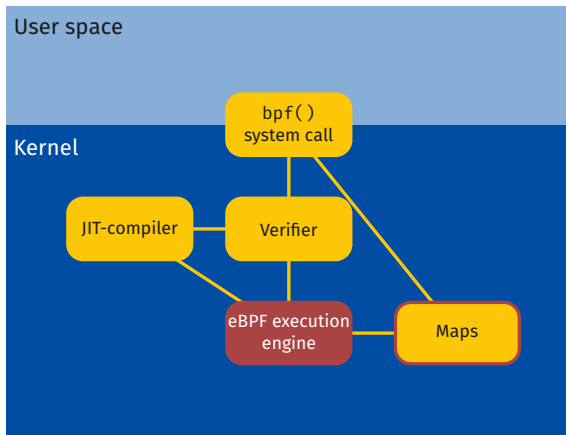 User space
bpf()
system call
Kernel
JIT-compiler
Verifier
eBPF execution
engine
Maps